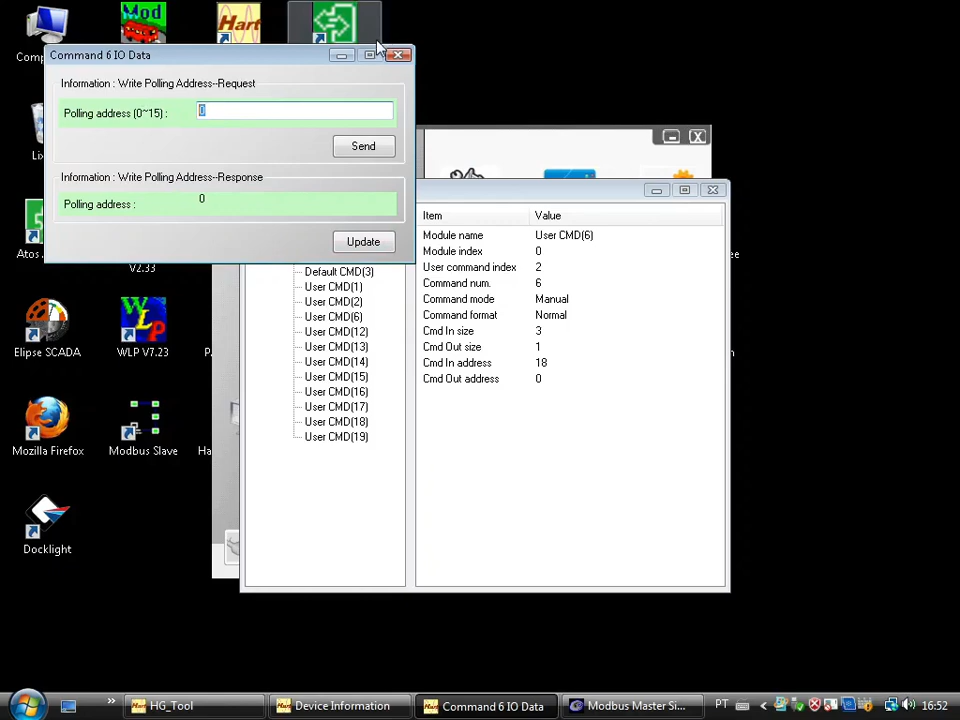 Mod
Hart
Comp
Command 6 IO Data
Information : Write Polling Address--Request
Polling address (0~15) :
0
Send
Information : Write Polling Address--Response
Polling address :
0
Update
X
Lix
Atos
V2.33
ee
Item
Value
Module name
User CMD(6)
Module index
0
User command index
2
Command num.
6
Command mode
Manual
Command format
Normal
Cmd In size
3
Cmd Out size
1
Cmd In address
18
Cmd Out address
0
Default CMD(3)
User CMD(1)
User CMD(2)
User CMD(6)
User CMD(12)
User CMD(13)
User CMD(14)
User CMD(15)
User CMD(16)
User CMD(17)
User CMD(18)
User CMD(19)
Elipse SCADA
WLP V7.23
P.
Mozilla Firefox
Modbus Slave
Ha
Docklight
HG_Tool
Device Information
Command 6 IO Data
Modbus Master Si...
PT
16:52